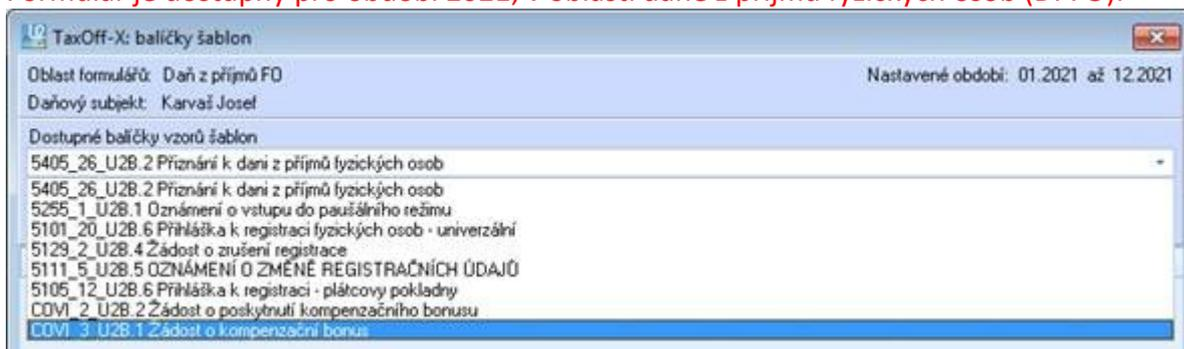 Formulář je dostupný pro období 2021, v oblasti daně z příjmů fyzických osob (DPFO).
TaxOff-X: balíčky šablon
Oblast formulářů: Daň z příjmů FO
Nastavené období: 01.2021 až 12.2021
Daňový subjekt: Karvaš Josef
Dostupné balíčky vzorů šablon
5405_26_U2B.2 Přiznání k dani z příjmů fyzických osob
5405_26_U2B.2 Přiznání k dani z příjmů fyzických osob
5255_1_U2B.1 Oznámení o vstupu do paušálního režimu
5101_20_U2B.6 Přihláška k registraci fyzických osob - univerzální
5129_2_U2B.4 Žádost o zrušení registrace
5111_5_U2B.5 OZNÁMENÍ O ZMĚNĚ REGISTRAČNÍCH ÚDAJŮ
5105_12_U2B.6 Přihláška k registraci - plátcovy pokladny
COVI_2_U2B.2 Žádost o poskytnutí kompenzačního bonusu
COVI_3_U2B.1 Žádost o kompenzační bonus